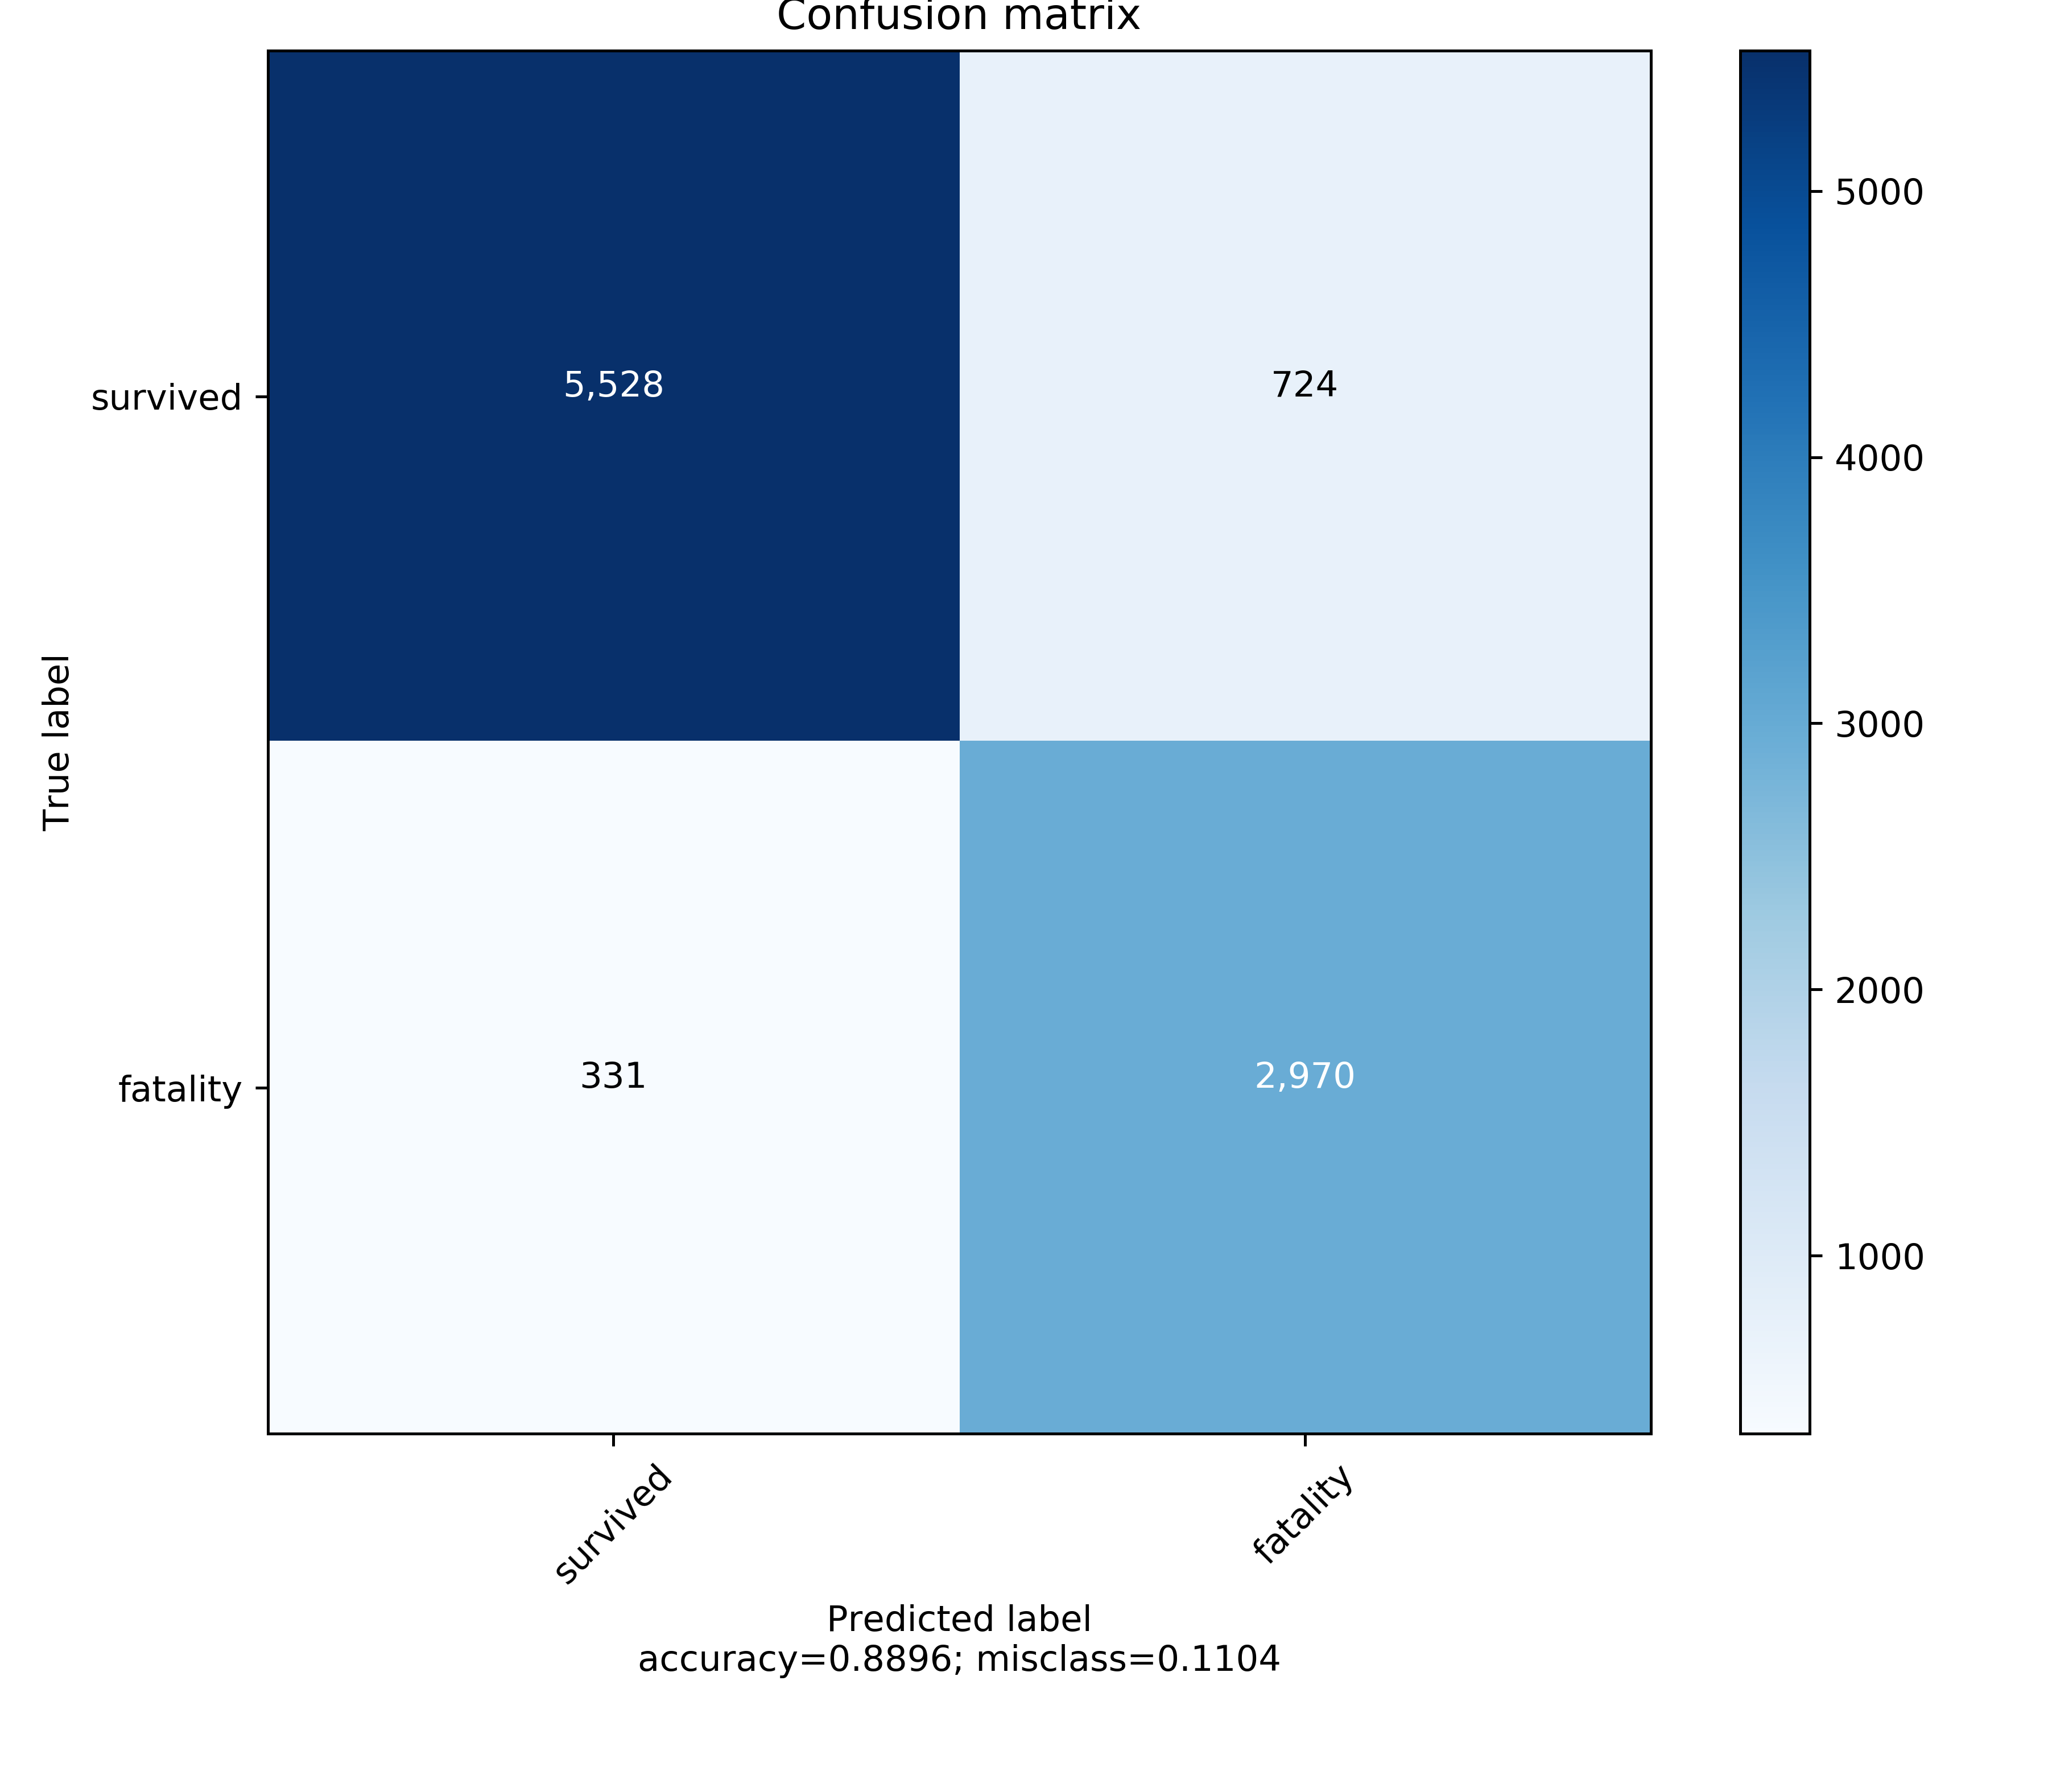 Confusion matrix
5000
4000
3000
2000
1000
True label
survived
fatality
5,528
724
331
2,970
survived
fatality
Predicted label
accuracy=0.8896; misclass=0.1104